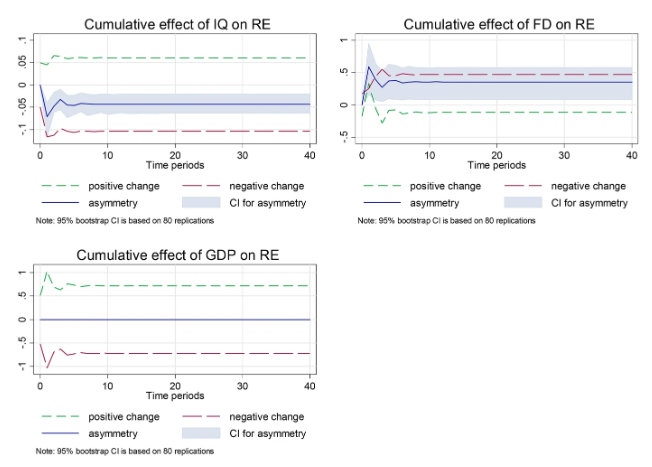 Cumulative effect of IQ on RE
.1
.05
0
-.05
-.1
0 10 20 30 40
Time periods
positive change negative change
asymmetry CI for asymmetry
Note: 95% bootstrap CI is based on 80 replications
Cumulative effect of FD on RE
1
.5
0
-.5
0 10 20 30 40
Time periods
positive change negative change
asymmetry CI for asymmetry
Note: 95% bootstrap CI is based on 80 replications
Cumulative effect of GDP on RE
1
.5
0
-.5
-1
0 10 20 30 40
Time periods
positive change negative change
asymmetry CI for asymmetry
Note: 95% bootstrap CI is based on 80 replications